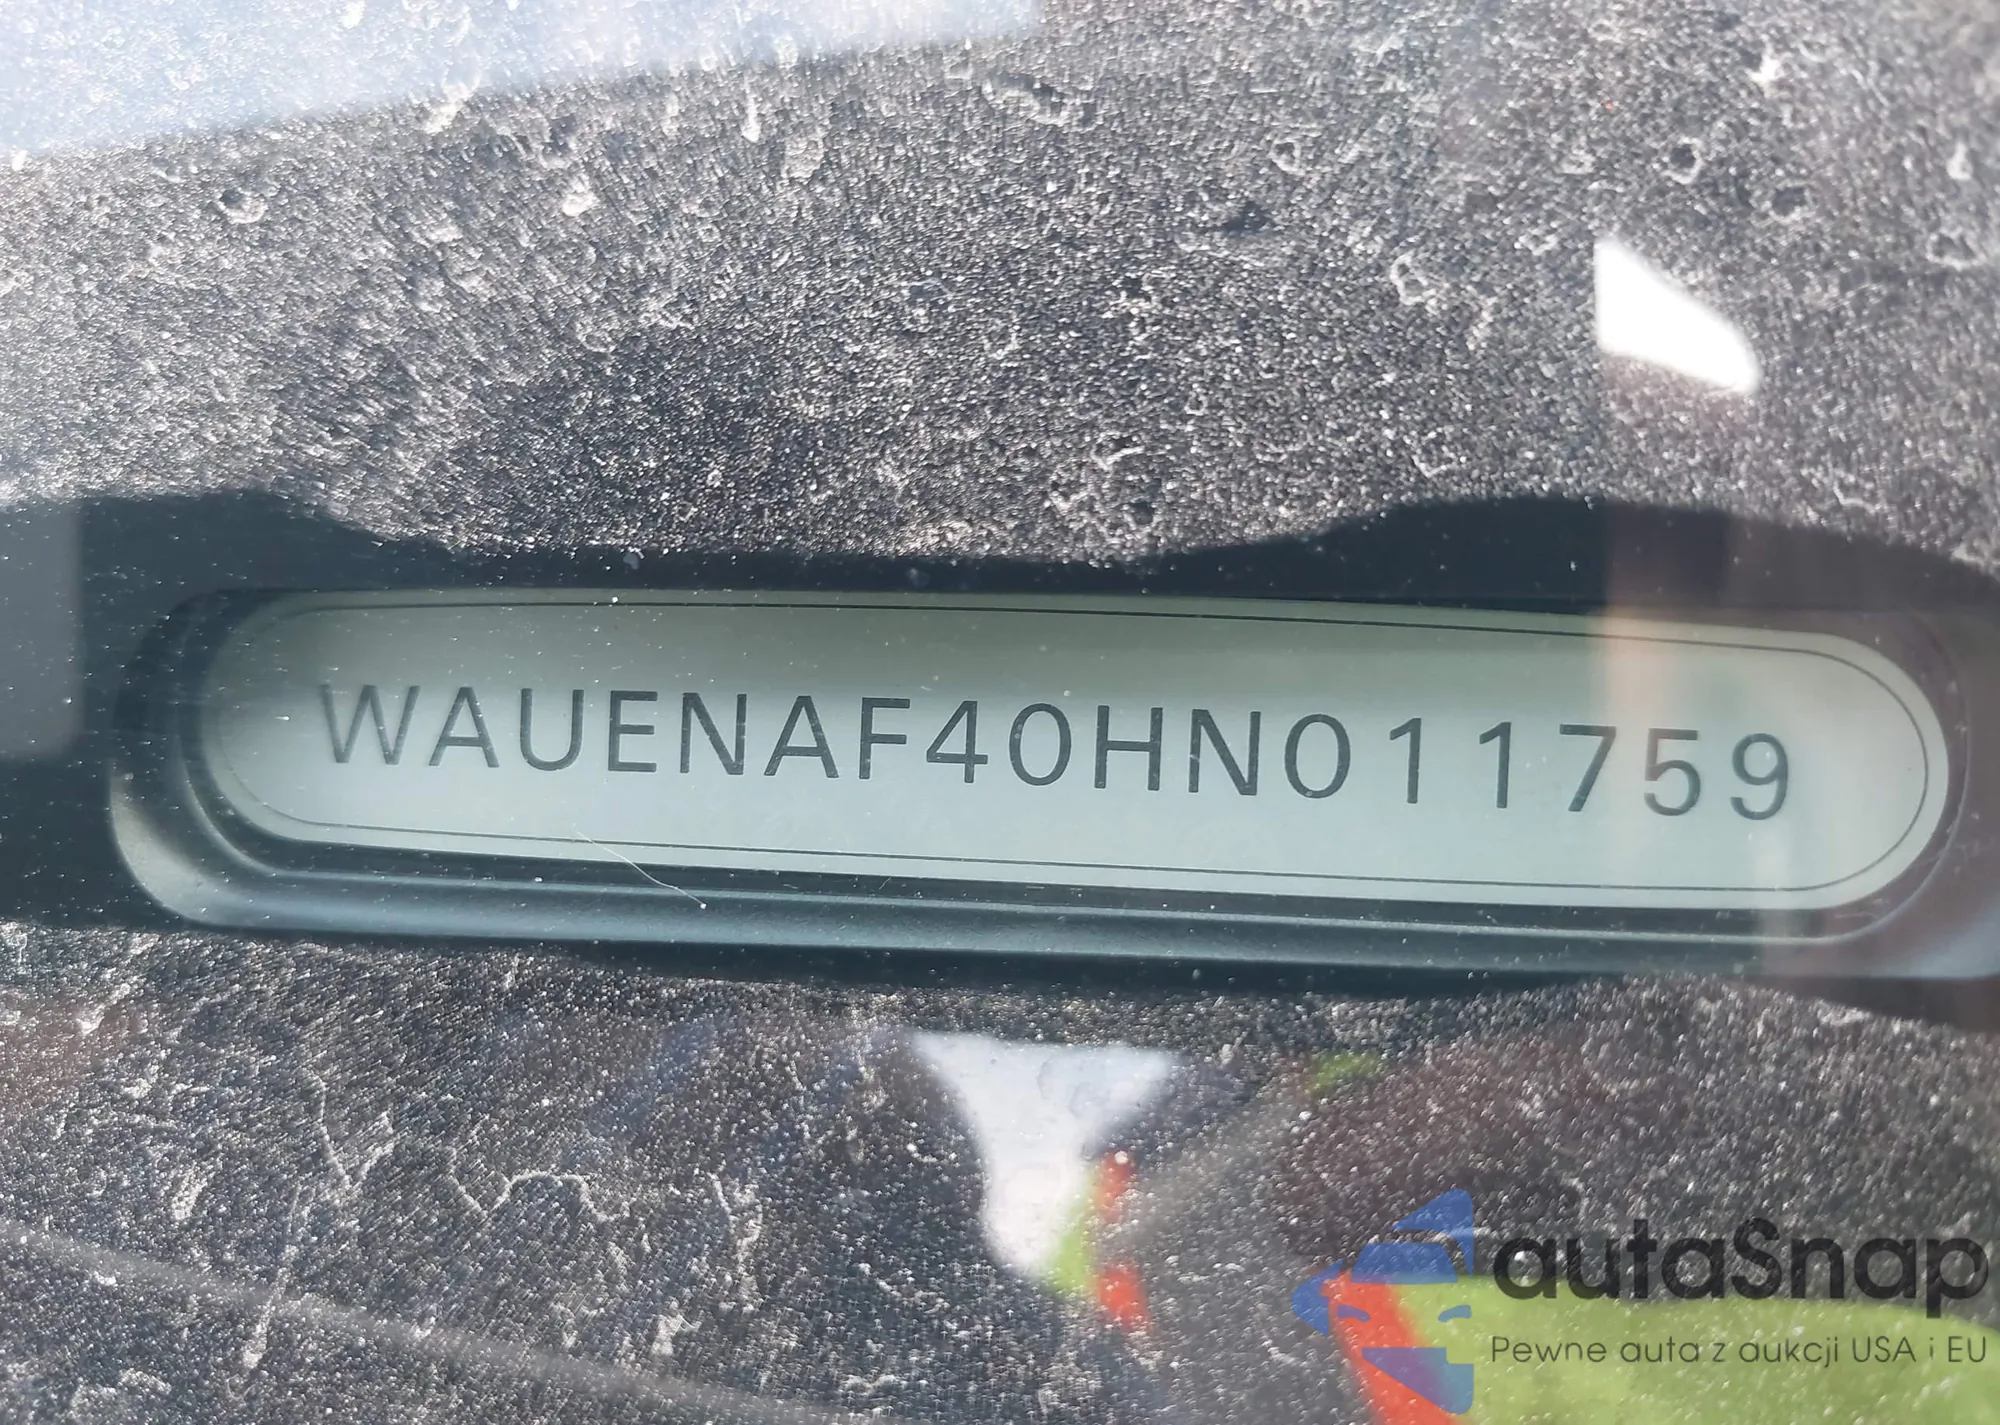 WAUENAF40HN011759
autaSnap
Pewne auta z aukcji USA i EU